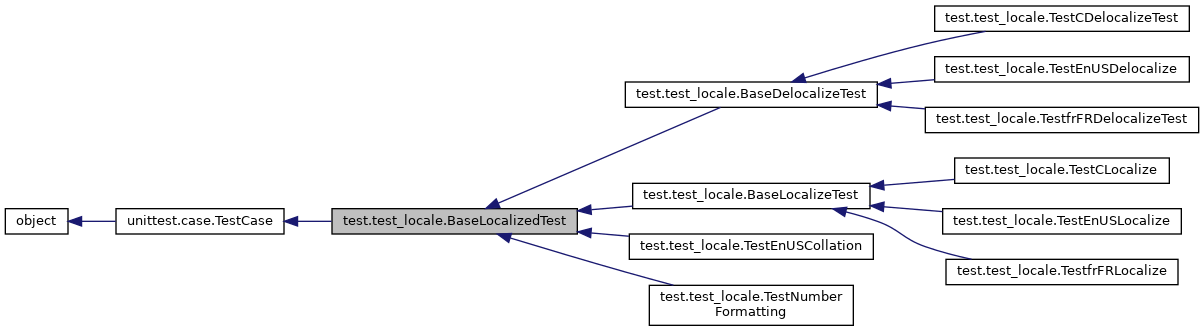 test.test_locale.TestCDelocalizeTest
test.test_locale.TestEnUSDelocalize
test.test_locale.BaseDelocalizeTest
test.test_locale.TestfrFRDelocalizeTest
test.test_locale.TestCLocalize
test.test_locale.BaseLocalizeTest
object
unittest.case.TestCase
test.test_locale.BaseLocalizedTest
test.test_locale.TestEnUSLocalize
test.test_locale.TestEnUSCollation
test.test_locale.TestfrFRLocalize
test.test_locale.TestNumber
Formatting